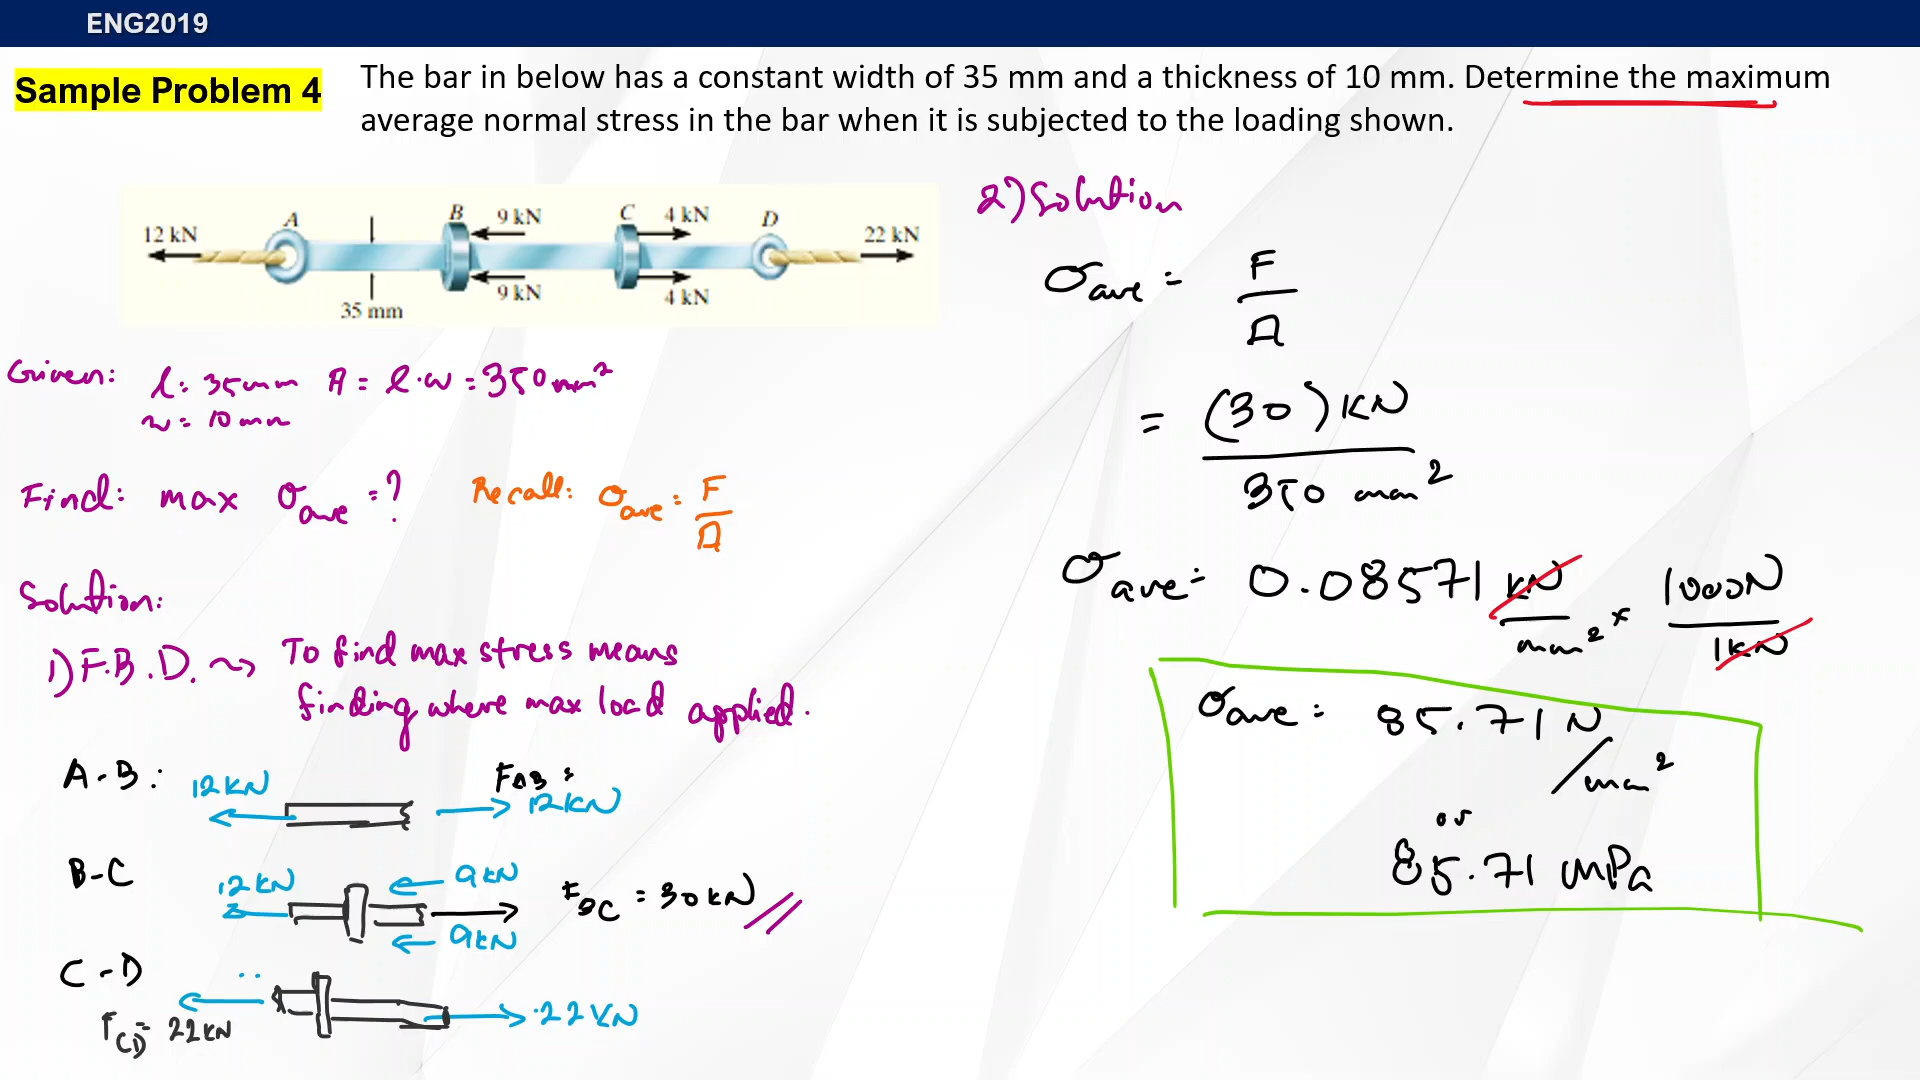 ENG2019
Sample Problem 4
The bar in below has a constant width of 35 mm and a thickness of 10 mm. Determine the maximum
average normal stress in the bar when it is subjected to the loading shown.
12 kN
A
B
9 kN
9 kN
C
4 kN
4 kN
D
22 kN
35 mm
Given: l: 35mm A = l·w = 350 mm²
w = 10mm
Find: max σave = ? Recall: σave = F/A
Solution:
1) F.B.D. → To find max stress means
finding where max load applied.
A-B: 12kN FAB: 12kN
B-C 12kN 9kN 9kN FBC = 30kN
C-D
FCD= 22kN 22kN
2) Solution
σave = F/A
= (30) kN / 350 mm²
σave = 0.08571 kN/mm² × 1000N/1kN
σave = 85.71 N/mm²
or
85.71 mPa